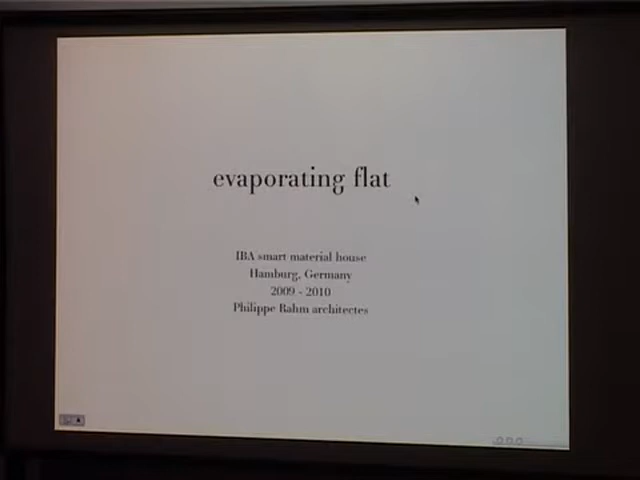 evaporating flat
IBA smart material house
Hamburg, Germany
2009 - 2010
Philippe Rahm architectes